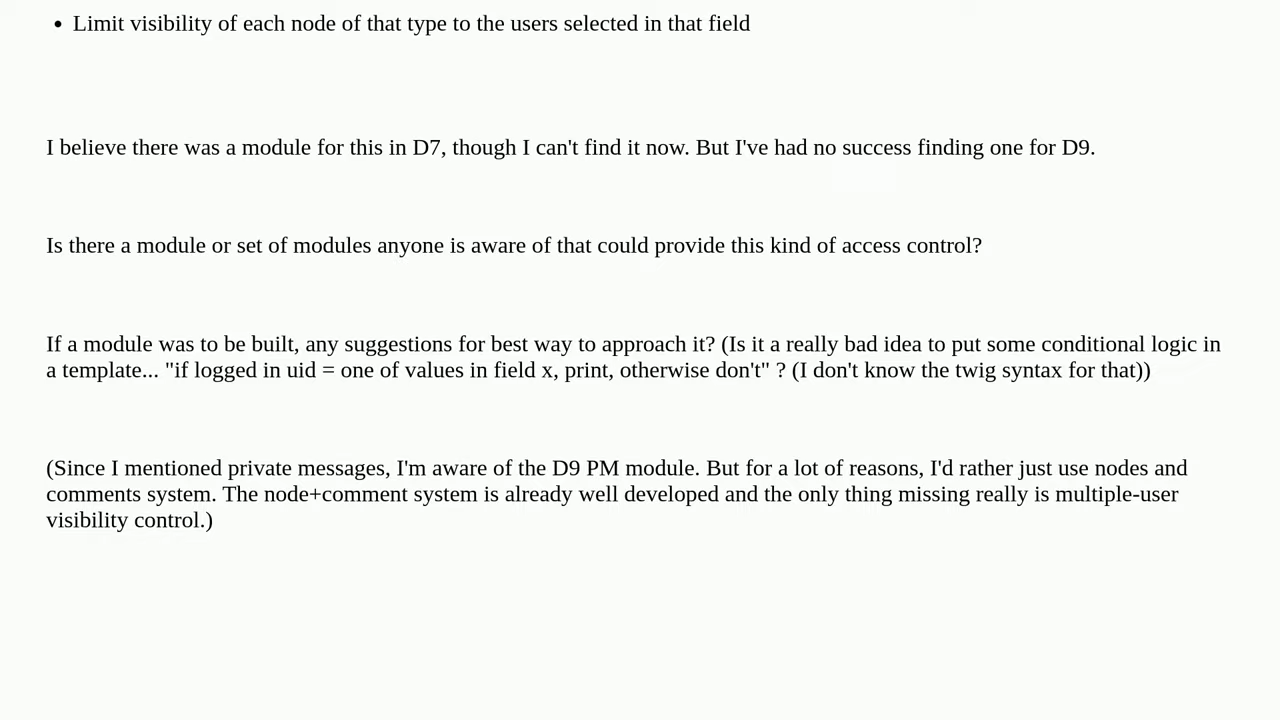 • Limit visibility of each node of that type to the users selected in that field
I believe there was a module for this in D7, though I can't find it now. But I've had no success finding one for D9.
Is there a module or set of modules anyone is aware of that could provide this kind of access control?
If a module was to be built, any suggestions for best way to approach it? (Is it a really bad idea to put some conditional logic in
a template... "if logged in uid = one of values in field x, print, otherwise don't" ? (I don't know the twig syntax for that))
(Since I mentioned private messages, I'm aware of the D9 PM module. But for a lot of reasons, I'd rather just use nodes and
comments system. The node+comment system is already well developed and the only thing missing really is multiple-user
visibility control.)